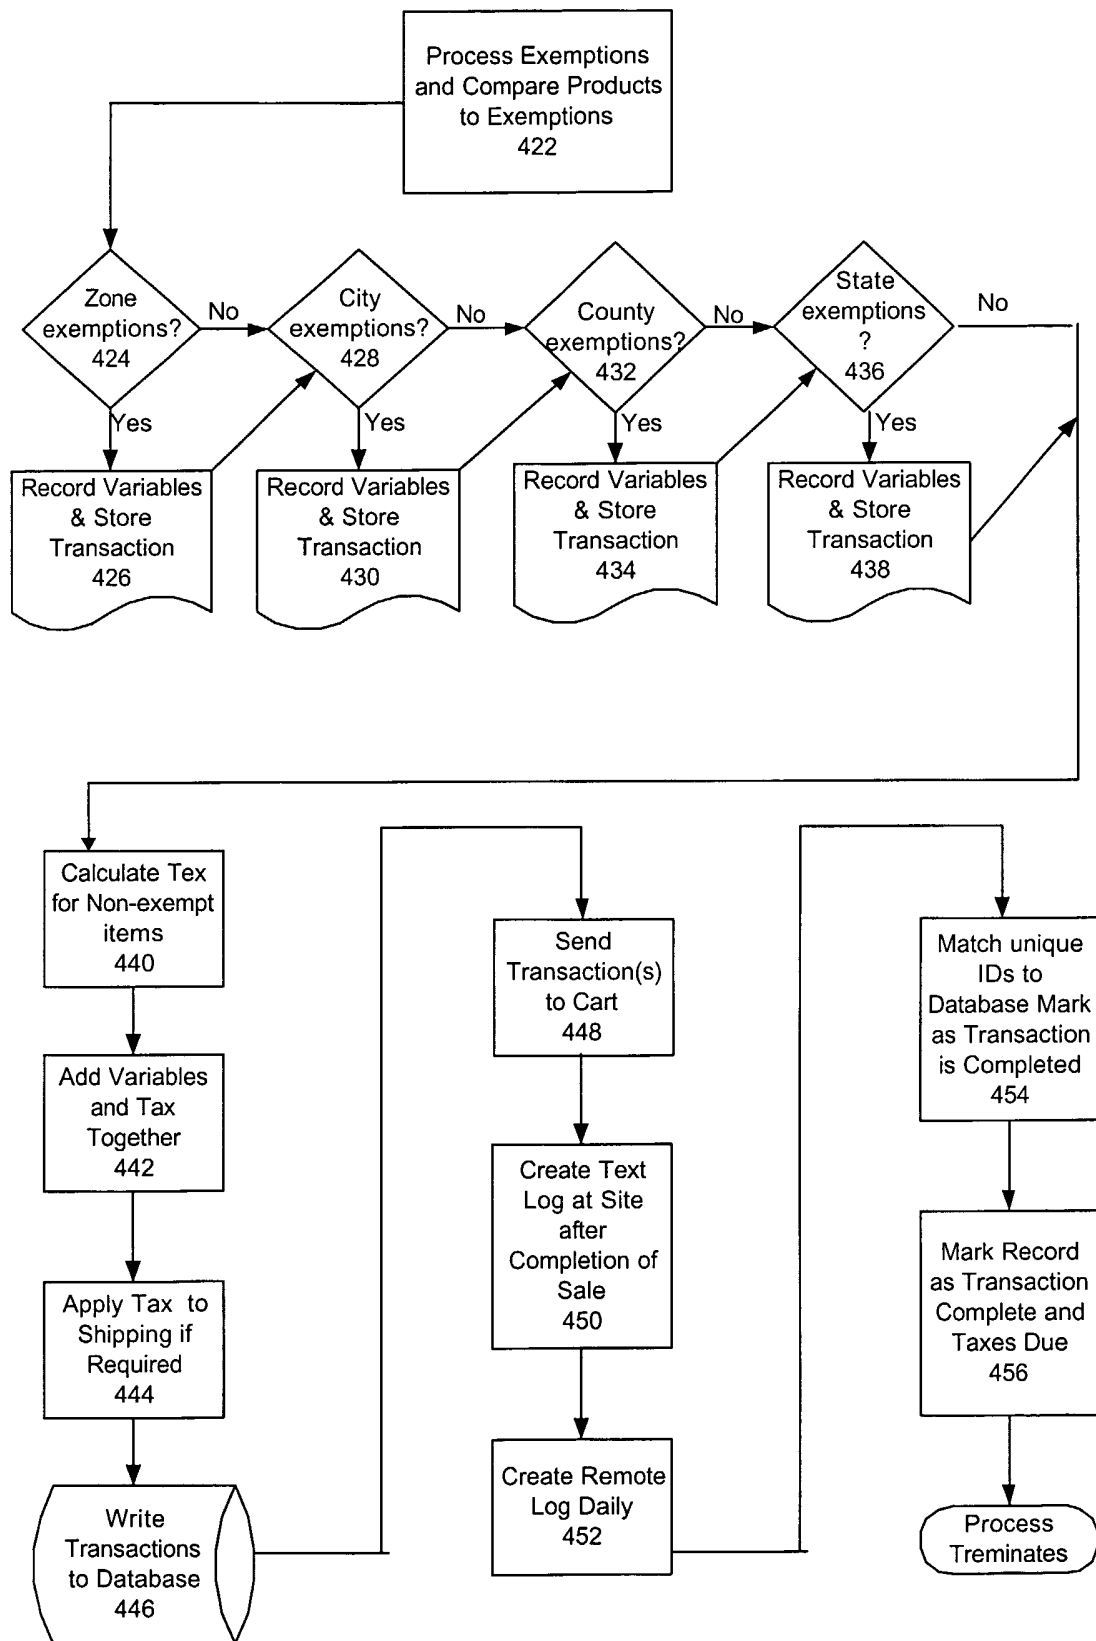 Process Exemptions
and Compare Products
to Exemptions
422
Zone
exemptions?
424
No
City
exemptions?
428
No
County
exemptions?
432
No
State
exemptions
?
436
No
Yes
Yes
Yes
Yes
Record Variables
& Store
Transaction
426
Record Variables
& Store
Transaction
430
Record Variables
& Store
Transaction
434
Record Variables
& Store
Transaction
438
Calculate Tex
for Non-exempt
items
440
Add Variables
and Tax
Together
442
Apply Tax to
Shipping if
Required
444
Write
Transactions
to Database
446
Send
Transaction(s)
to Cart
448
Create Text
Log at Site
after
Completion of
Sale
450
Create Remote
Log Daily
452
Match unique
IDs to
Database Mark
as Transaction
is Completed
454
Mark Record
as Transaction
Complete and
Taxes Due
456
Process
Treminates